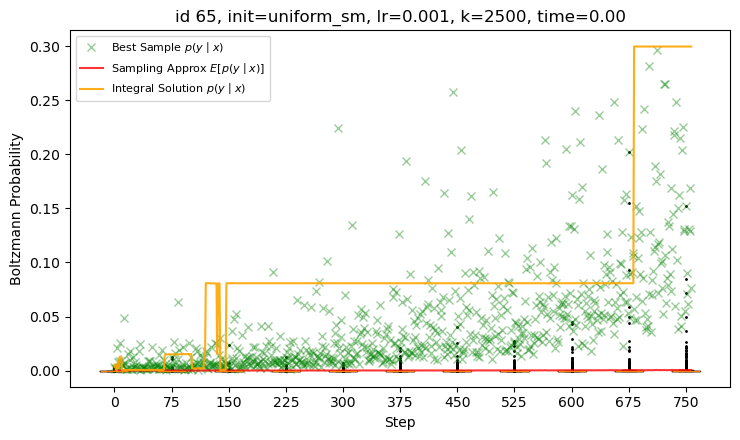 id 65, init=uniform_sm, lr=0.001, k=2500, time=0.00
Best Sample p(y | x)
Sampling Approx E[p(y | x)]
Integral Solution p(y | x)
Boltzmann Probability
0.30
0.25
0.20
0.15
0.10
0.05
0.00
0 75 150 225 300 375 450 525 600 675 750
Step